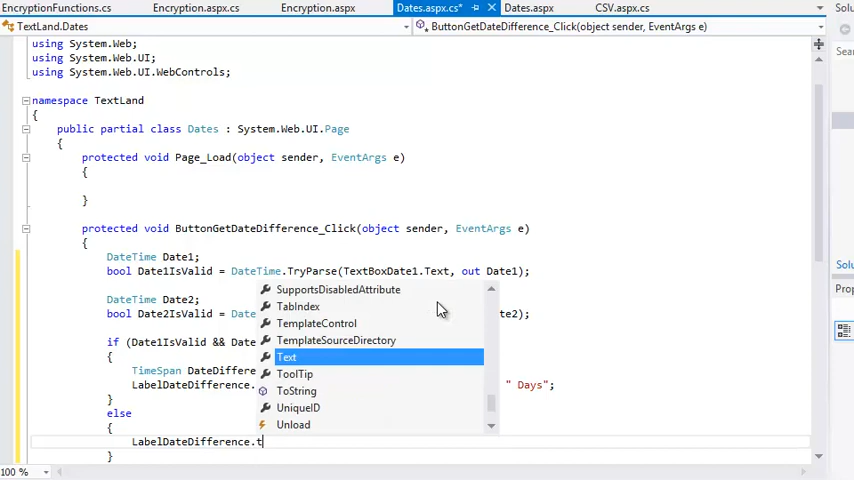 EncryptionFunctions.cs Encryption.aspx.cs Encryption.aspx Dates.aspx.cs* Dates.aspx CSV.aspx.cs Solu
TextLand.Dates ButtonGetDateDifference_Click(object sender, EventArgs e)
using System.Web;
using System.Web.UI;
using System.Web.UI.WebControls;
Sear
namespace TextLand
{
public partial class Dates : System.Web.UI.Page
{
protected void Page_Load(object sender, EventArgs e)
{
}
protected void ButtonGetDateDifference_Click(object sender, EventArgs e)
{
DateTime Date1;
bool Date1IsValid = DateTime.TryParse(TextBoxDate1.Text, out Date1);
DateTime Date2;
bool Date2IsValid = Date te2);
if (Date1IsValid && Date
{
TimeSpan DateDiffere
LabelDateDifference. " Days";
}
else
{
LabelDateDifference.t
}
SupportsDisabledAttribute
TabIndex
TemplateControl
TemplateSourceDirectory
Text
ToolTip
ToString
UniqueID
Unload
Solu
Prop
100 %